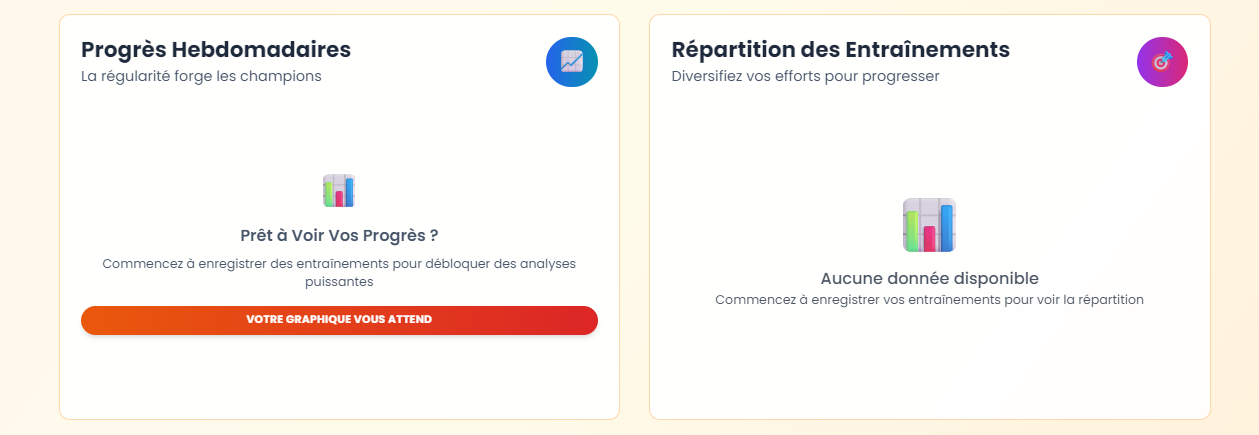 Progrès Hebdomadaires
La régularité forge les champions
Prêt à Voir Vos Progrès ?
Commencez à enregistrer des entraînements pour débloquer des analyses
puissantes
VOTRE GRAPHIQUE VOUS ATTEND
Répartition des Entraînements
Diversifiez vos efforts pour progresser
Aucune donnée disponible
Commencez à enregistrer vos entraînements pour voir la répartition